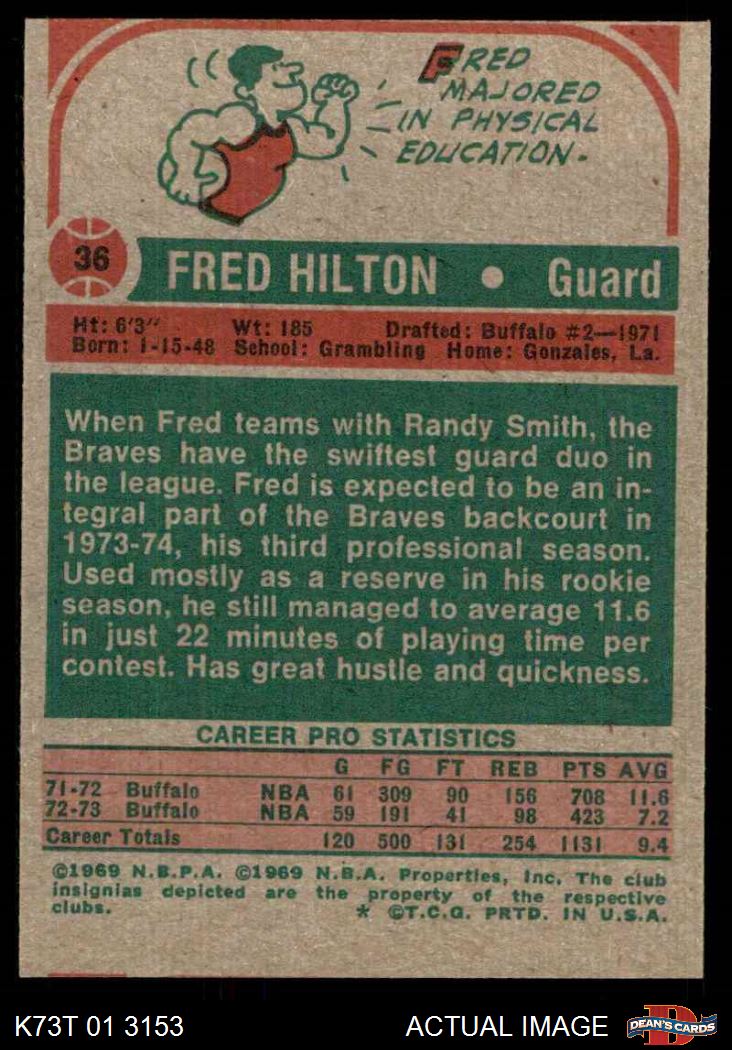 FRED
MAJORED
IN PHYSICAL
EDUCATION.
36
FRED HILTON • Guard
Ht: 6'3" Wt: 185 Drafted: Buffalo #2—1971
Born: 1-15-48 School: Grambling Home: Gonzales, La.
When Fred teams with Randy Smith, the
Braves have the swiftest guard duo in
the league. Fred is expected to be an in-
tegral part of the Braves backcourt in
1973-74, his third professional season.
Used mostly as a reserve in his rookie
season, he still managed to average 11.6
in just 22 minutes of playing time per
contest. Has great hustle and quickness.
CAREER PRO STATISTICS
G FG FT REB PTS AVG
71-72 Buffalo NBA 61 309 90 156 708 11.6
72-73 Buffalo NBA 59 191 41 98 423 7.2
Career Totals 120 500 131 254 1131 9.4
©1969 N.B.P.A. ©1969 N.B.A. Properties, Inc. The club
insignias depicted are the property of the respective
clubs. * ©T.C.G. PRTD. IN U.S.A.
K73T 01 3153 ACTUAL IMAGE
D
DEAN'S CARDS